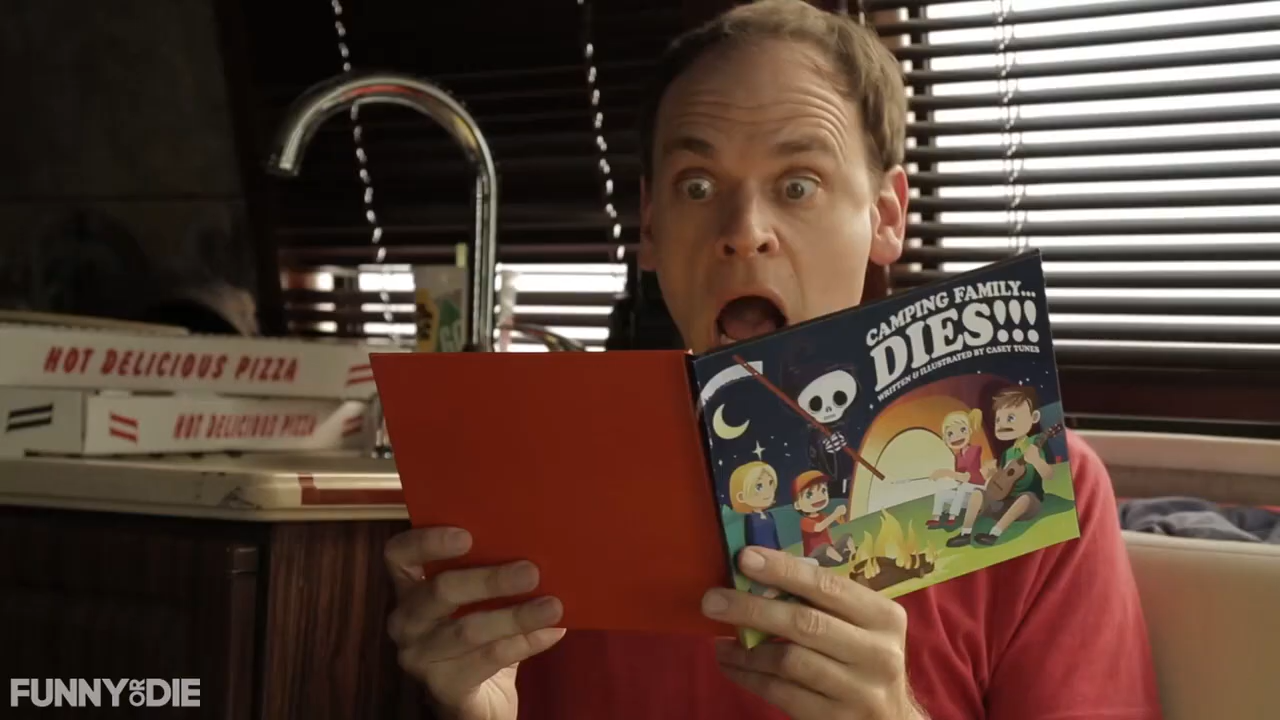 CAMPING FAMILY...
DIES!!!
WRITTEN & ILLUSTRATED BY CASEY TUNES
HOT DELICIOUS PIZZA
HOT DELICIOUS PIZZA
FUNNY OR DIE